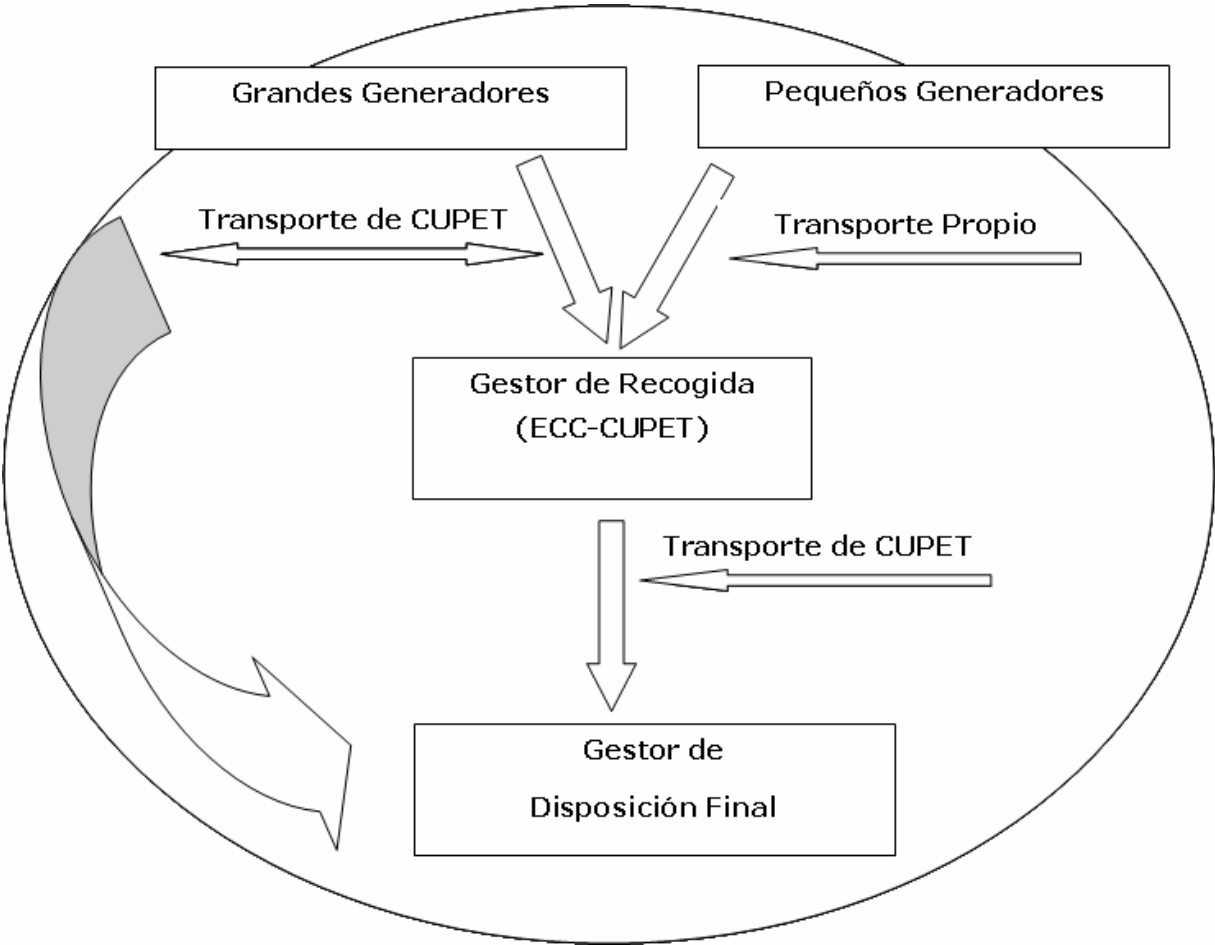 Grandes Generadores
Pequeños Generadores
Transporte de CUPET
Transporte Propio
Gestor de Recogida
(ECC-CUPET)
Transporte de CUPET
Gestor de
Disposición Final